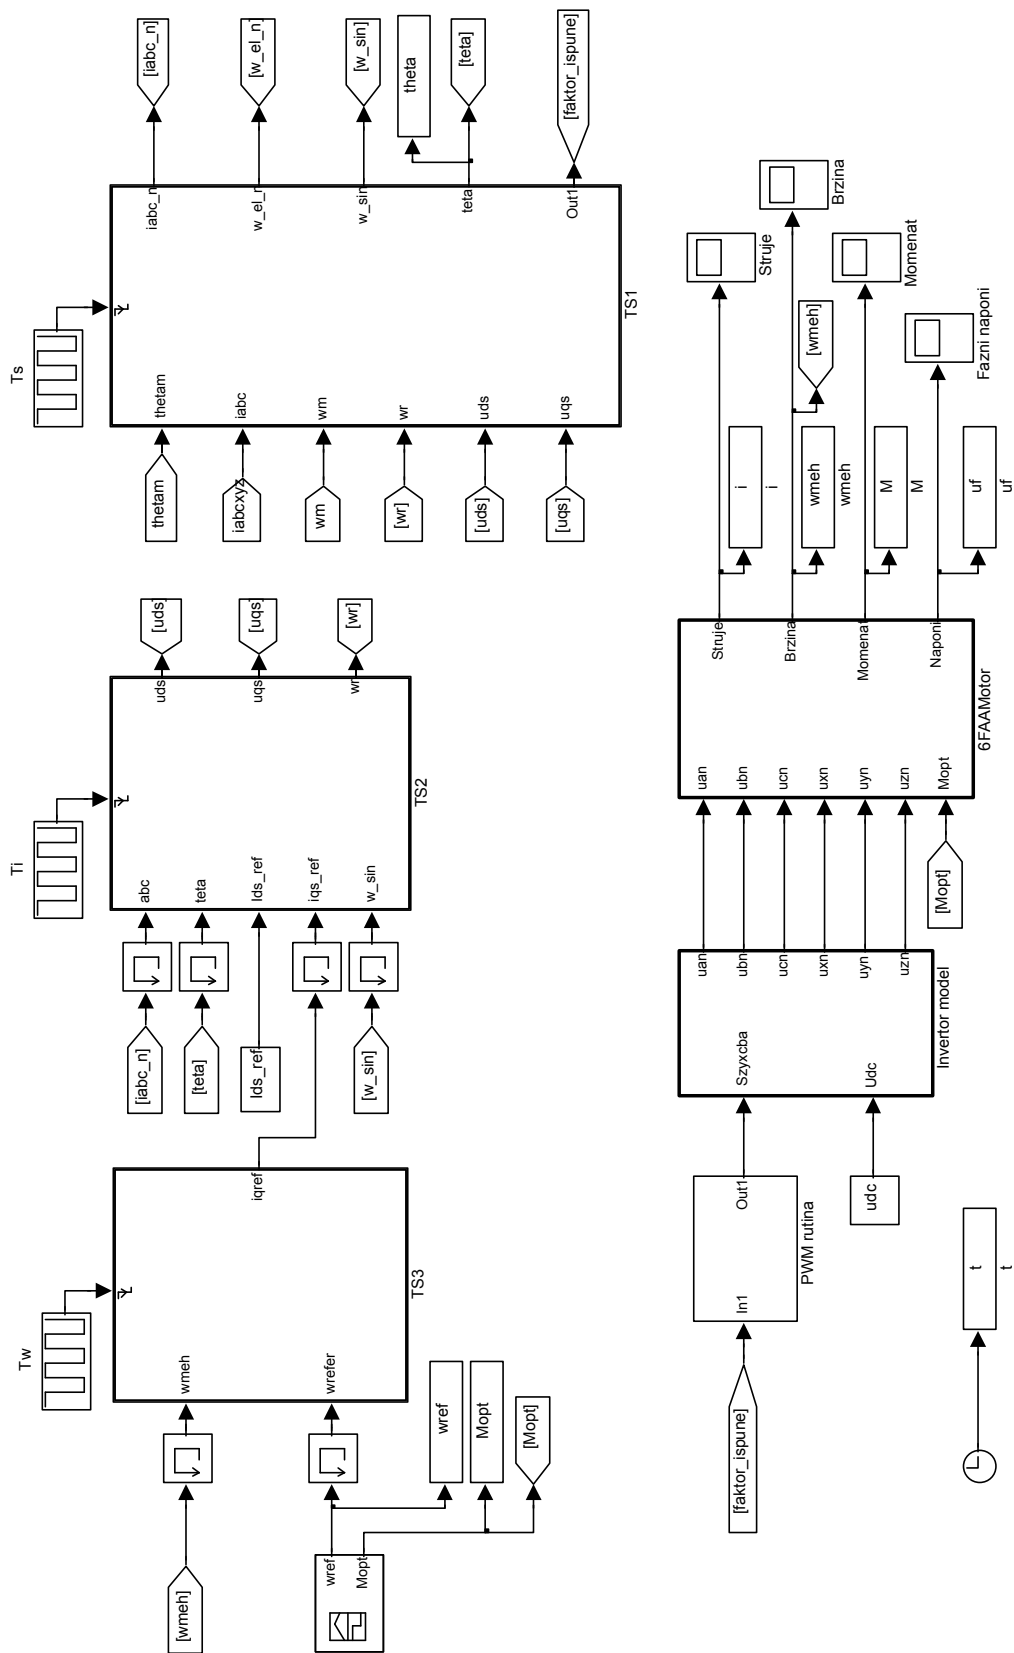 Tw
wmeh
wrefer
iqref
TS3
[wmeh]
wref
Mopt
wref
Mopt
[Mopt]
Ti
abc
teta
Ids_ref
iqs_ref
w_sin
uds
uqs
wr
TS2
[iabc_n]
[teta]
Ids_ref
[w_sin]
[uds]
[uqs]
[wr]
Ts
thetam
iabc
wm
wr
uds
uqs
iabc_n
w_el_n
w_sin
teta
Out1
TS1
thetam
iabcxyz
wm
[wr]
[uds]
[uqs]
[iabc_n]
[w_el_n]
[w_sin]
theta
[teta]
[faktor_ispune]
[faktor_ispune]
In1
Out1
PWM rutina
udc
Szyxcba
Udc
uan
ubn
ucn
uxn
uyn
uzn
Invertor model
uan
ubn
ucn
uxn
uyn
uzn
Mopt
[Mopt]
Struje
Brzina
Momenat
Naponi
6FAAMotor
i
i
wmeh
wmeh
M
M
uf
uf
[wmeh]
Struje
Brzina
Momenat
Fazni naponi
t
t